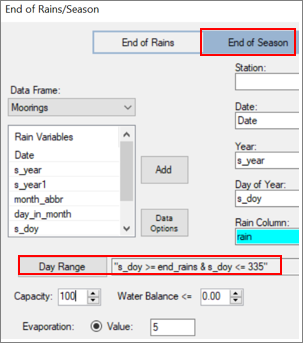 End of Rains/Season
End of Rains
End of Season
Station:
Data Frame:
Moorings
Date:
Date
Rain Variables
Date
s_year
s_year1
month_abbr
day_in_month
s_doy
Add
Data Options
Year:
s_year
Day of Year:
s_doy
Rain Column:
rain
Day Range
"s_doy >= end_rains & s_doy <= 335"
Capacity: 100
Water Balance <= 0.00
Evaporation: Value: 5